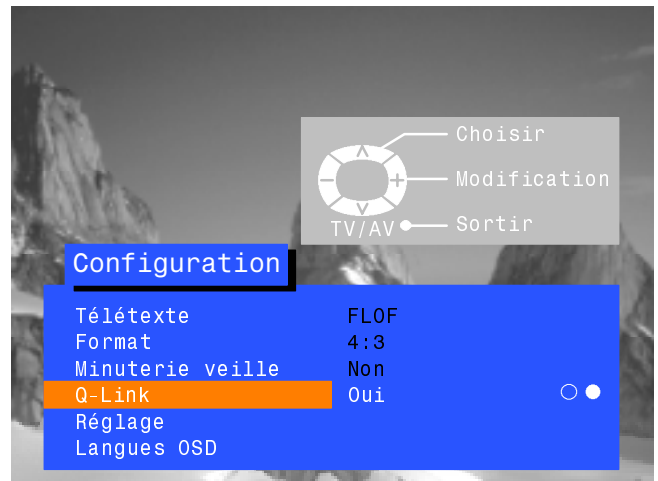 Choisir
Modification
TV/AV Sortir
Configuration
Télétexte FLOF
Format 4:3
Minuterie veille Non
Q-Link Oui
Réglage
Langues OSD